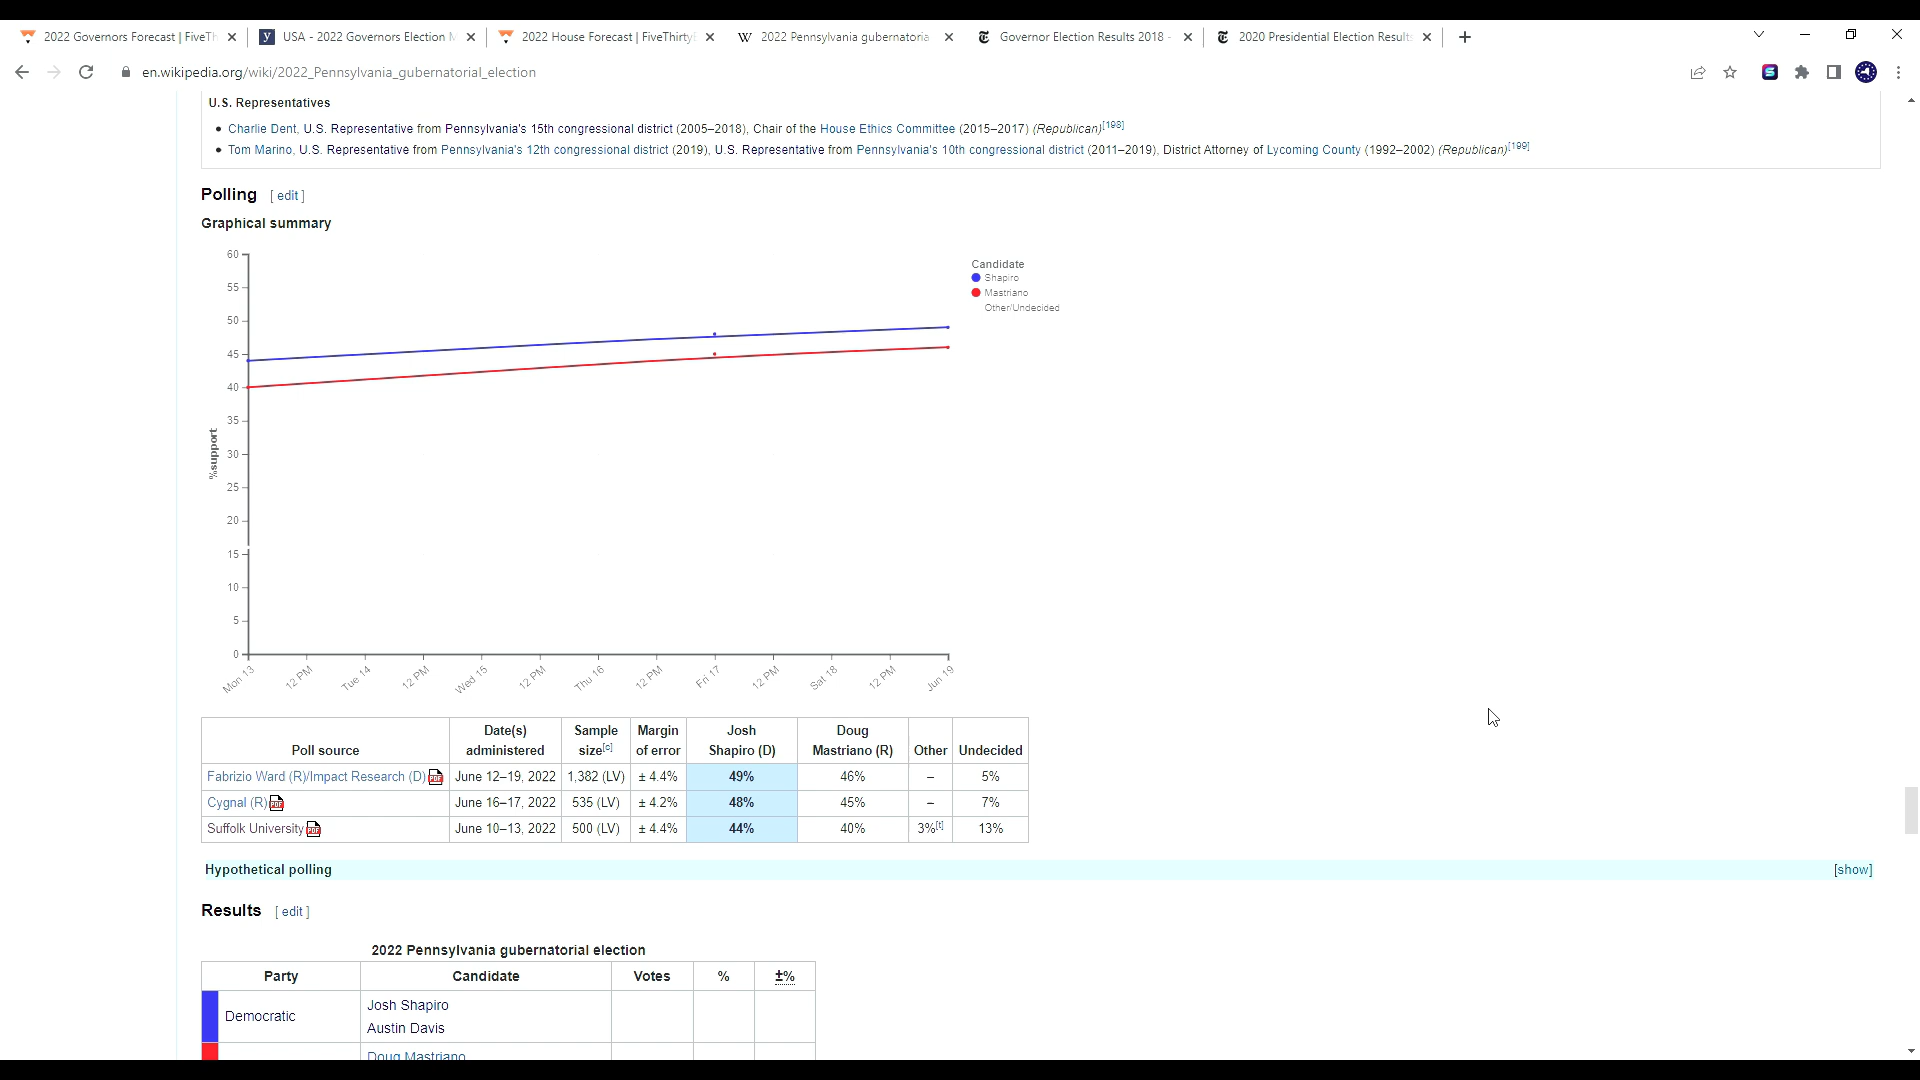 2022 Governors Forecast | FiveTh
USA - 2022 Governors Election M
2022 House Forecast | FiveThirty
W 2022 Pennsylvania gubernatoria
Governor Election Results 2018 -
2020 Presidential Election Result
en.wikipedia.org/wiki/2022_Pennsylvania_gubernatorial_election
U.S. Representatives
• Charlie Dent, U.S. Representative from Pennsylvania's 15th congressional district (2005–2018), Chair of the House Ethics Committee (2015–2017) (Republican)[198]
• Tom Marino, U.S. Representative from Pennsylvania's 12th congressional district (2019), U.S. Representative from Pennsylvania's 10th congressional district (2011–2019), District Attorney of Lycoming County (1992–2002) (Republican)[199]
Polling [ edit ]
Graphical summary
60
55
50
45
40
35
30
25
20
15
10
5
0
%support
Mon 13
12 PM
Tue 14
12 PM
Wed 15
12 PM
Thu 16
12 PM
Fri 17
12 PM
Sat 18
12 PM
Jun 19
Candidate
Shapiro
Mastriano
Other/Undecided
Poll source
Date(s)
administered
Sample
size[c]
Margin
of error
Josh
Shapiro (D)
Doug
Mastriano (R)
Other
Undecided
Fabrizio Ward (R)/Impact Research (D) June 12–19, 2022 1,382 (LV) ± 4.4% 49% 46% – 5%
Cygnal (R) June 16–17, 2022 535 (LV) ± 4.2% 48% 45% – 7%
Suffolk University June 10–13, 2022 500 (LV) ± 4.4% 44% 40% 3%[t] 13%
Hypothetical polling [show]
Results [ edit ]
2022 Pennsylvania gubernatorial election
Party Candidate Votes % ±%
Democratic
Josh Shapiro
Austin Davis
Doug Mastriano